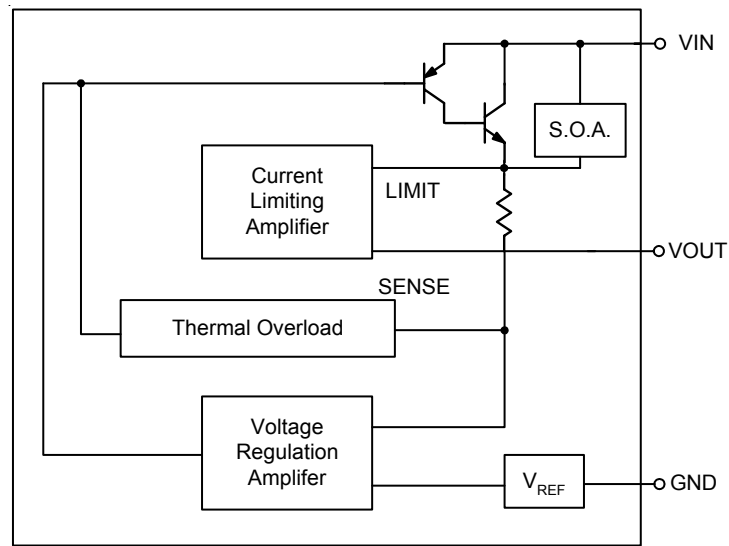 VIN
S.O.A.
Current
Limiting
Amplifier
LIMIT
VOUT
SENSE
Thermal Overload
Voltage
Regulation
Amplifer
VREF
GND